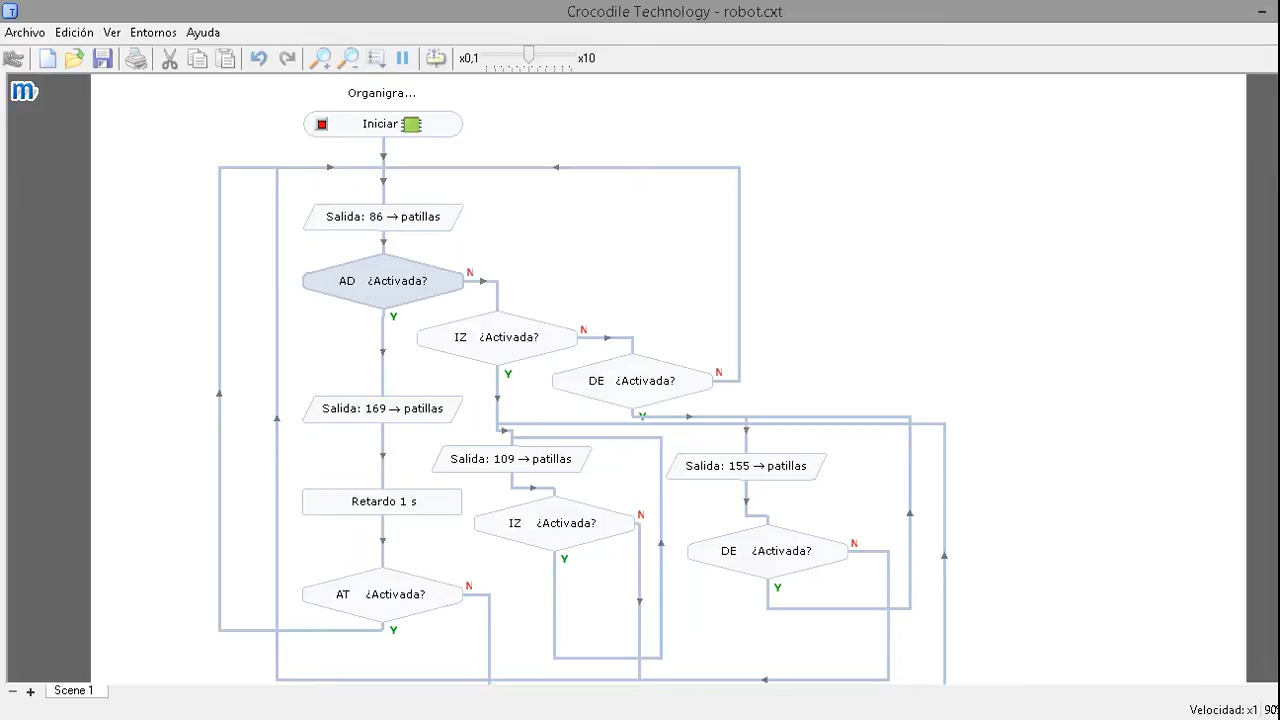 Crocodile Technology - robot.cxt
Archivo Edición Ver Entornos Ayuda
x0,1 x10
m
Organigra...
Iniciar
Salida: 86 → patillas
AD ¿Activada?
N
Y
IZ ¿Activada?
N
Y
DE ¿Activada?
N
Y
Salida: 169 → patillas
Salida: 109 → patillas
Salida: 155 → patillas
Retardo 1 s
IZ ¿Activada?
N
Y
DE ¿Activada?
N
Y
AT ¿Activada?
N
Y
Scene 1
Velocidad: x1 90